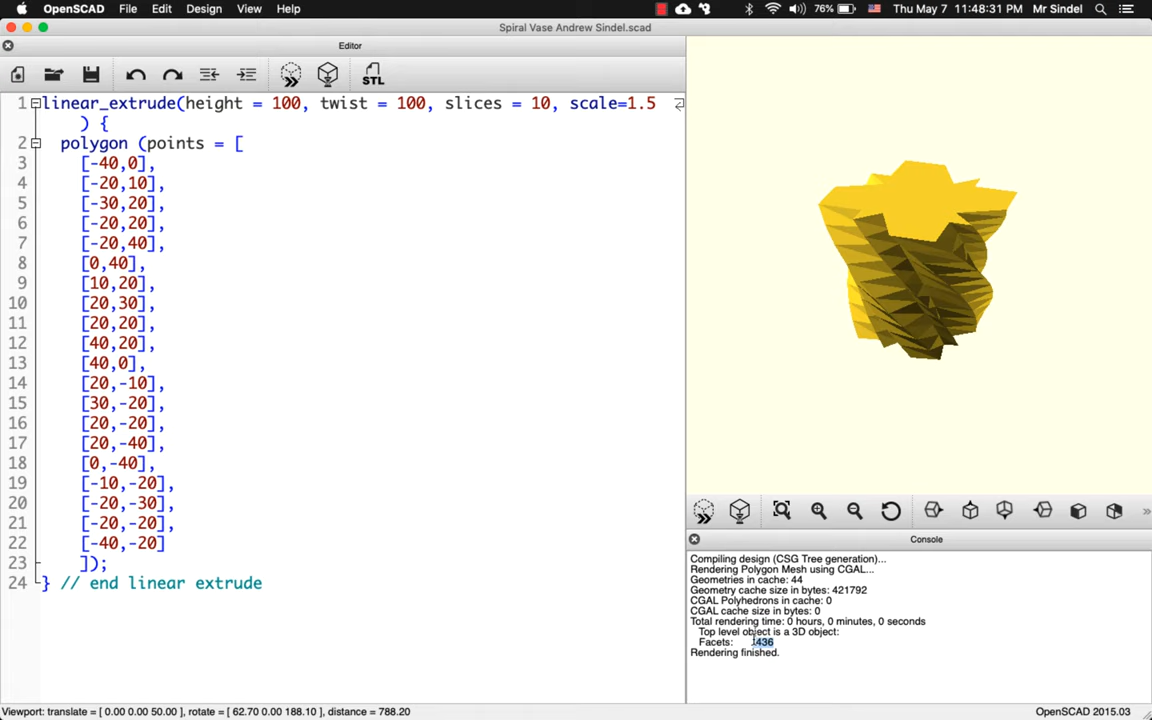 OpenSCAD File Edit Design View Help 76% Thu May 7 11:48:31 PM Mr Sindel
Spiral Vase Andrew Sindel.scad
Editor
STL
1 linear_extrude(height = 100, twist = 100, slices = 10, scale=1.5
) {
2 polygon (points = [
3 [-40,0],
4 [-20,10],
5 [-30,20],
6 [-20,20],
7 [-20,40],
8 [0,40],
9 [10,20],
10 [20,30],
11 [20,20],
12 [40,20],
13 [40,0],
14 [20,-10],
15 [30,-20],
16 [20,-20],
17 [20,-40],
18 [0,-40],
19 [-10,-20],
20 [-20,-30],
21 [-20,-20],
22 [-40,-20]
23 ]);
24 } // end linear extrude
Console
Compiling design (CSG Tree generation)...
Rendering Polygon Mesh using CGAL...
Geometries in cache: 44
Geometry cache size in bytes: 421792
CGAL Polyhedrons in cache: 0
CGAL cache size in bytes: 0
Total rendering time: 0 hours, 0 minutes, 0 seconds
Top level object is a 3D object:
Facets: 436
Rendering finished.
Viewport: translate = [ 0.00 0.00 50.00 ], rotate = [ 62.70 0.00 188.10 ], distance = 788.20
OpenSCAD 2015.03